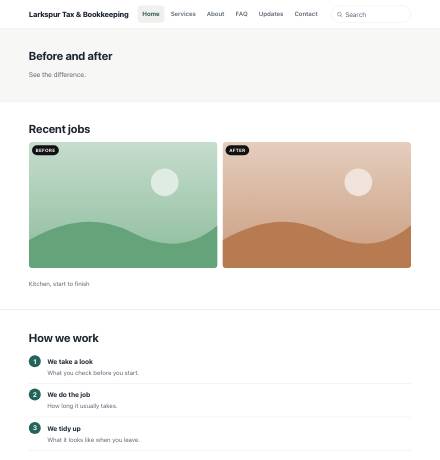 Larkspur Tax & Bookkeeping
Home
Services
About
FAQ
Updates
Contact
Search
Before and after
See the difference.
Recent jobs
BEFORE
AFTER
Kitchen, start to finish
How we work
1
We take a look
What you check before you start.
2
We do the job
How long it usually takes.
3
We tidy up
What it looks like when you leave.